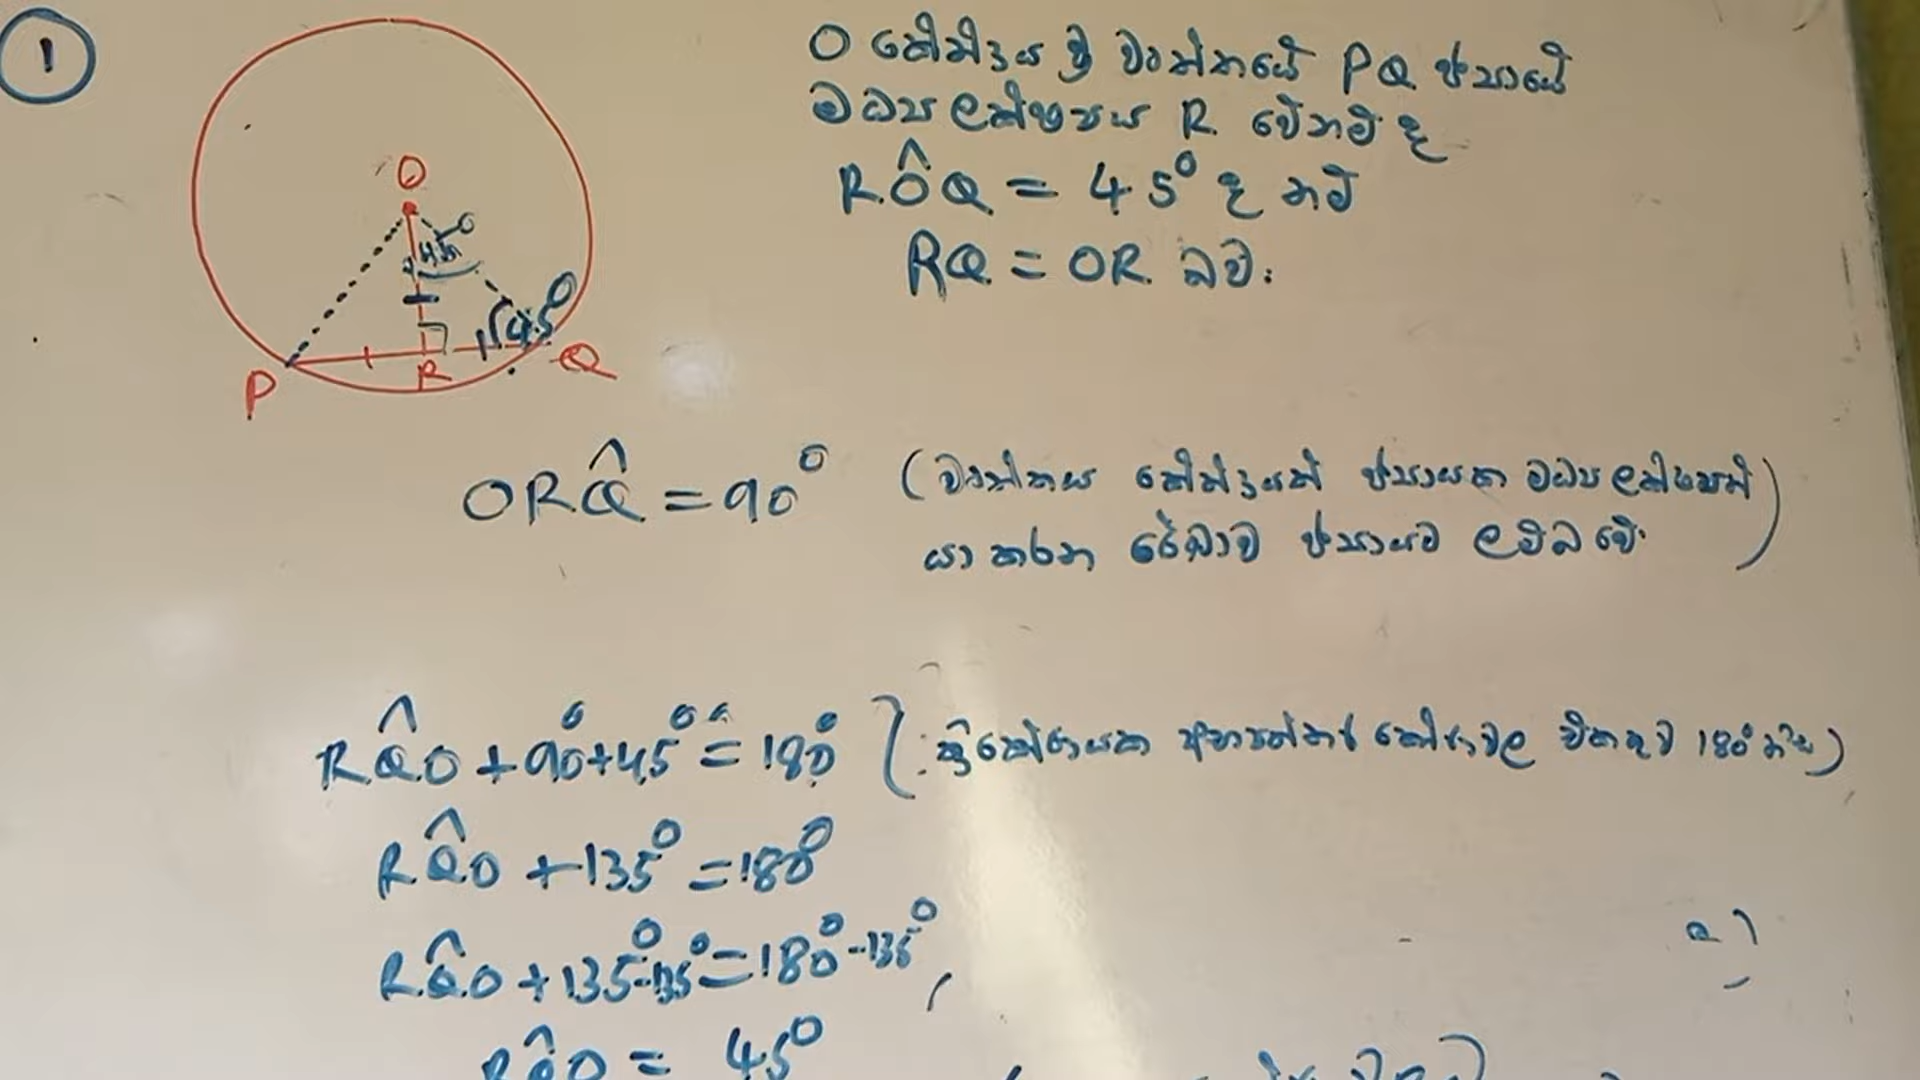 1
O කේන්ද්‍රය වූ වෘත්තයේ PQ ජ්‍යායේ
මධ්‍ය ලක්ෂ්‍යය R වේනම් ද
RÔQ = 45° ද නම්
RQ = OR බව.
O
45°
45°
P
R
Q
ORQ̂ = 90° (වෘත්තය කේන්ද්‍රයත් ජ්‍යායක මධ්‍ය ලක්ෂ්‍යයත්
යා කරන රේඛාව ජ්‍යායට ලම්බ වේ.)
RQ̂O + 90° + 45° = 180° (ත්‍රිකෝණයක අභ්‍යන්තර කෝණවල එකතුව 180° නිසා)
RQ̂O + 135° = 180°
RQ̂O + 135° - 135° = 180° - 135°
RQ̂O = 45°